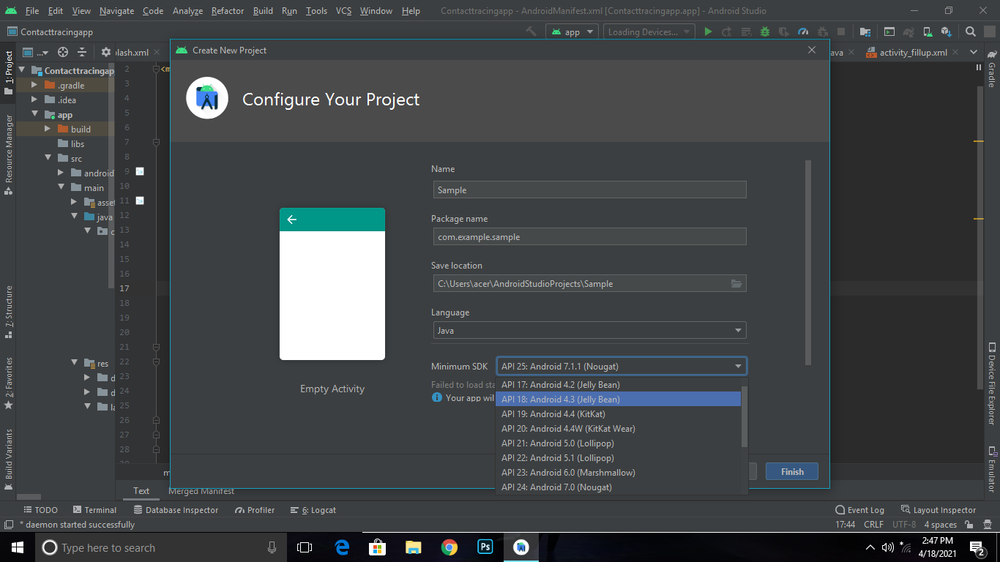 File Edit View Navigate Code Analyze Refactor Build Run Tools VCS Window Help Contacttracingapp - AndroidManifest.xml [Contacttracingapp.app] - Android Studio
Contacttracingapp
app
Loading Devices...
1: Project
...
plash.xml
ava
activity_fillup.xml
Gradle
Contacttracingapp
.gradle
.idea
app
build
libs
src
android
main
asse
java
c
res
d
d
la
Resource Manager
7: Structure
2: Favorites
Build Variants
2
3
4
5
6
7
8
9
10
11
12
13
14
15
16
17
18
19
20
21
22
23
24
25
26
27
28
<m
Create New Project
Configure Your Project
Empty Activity
Name
Sample
Package name
com.example.sample
Save location
C:\Users\acer\AndroidStudioProjects\Sample
Language
Java
Minimum SDK
API 25: Android 7.1.1 (Nougat)
Failed to load sta
Your app wil
API 17: Android 4.2 (Jelly Bean)
API 18: Android 4.3 (Jelly Bean)
API 19: Android 4.4 (KitKat)
API 20: Android 4.4W (KitKat Wear)
API 21: Android 5.0 (Lollipop)
API 22: Android 5.1 (Lollipop)
API 23: Android 6.0 (Marshmallow)
API 24: Android 7.0 (Nougat)
Finish
Device File Explorer
Emulator
m
Text Merged Manifest
TODO Terminal Database Inspector Profiler 6: Logcat Event Log Layout Inspector
* daemon started successfully 17:44 CRLF UTF-8 4 spaces
Type here to search
Ps
2:47 PM
4/18/2021
2